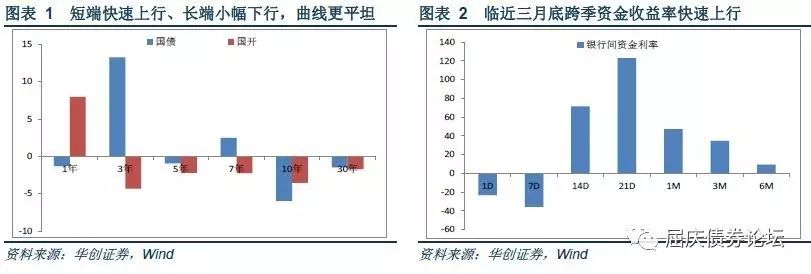 图表 1 短端快速上行、长端小幅下行，曲线更平坦
国债 国开
15
10
5
0
-5
-10
1年 3年 5年 7年 10年 30年
资料来源：华创证券，Wind
图表 2 临近三月底跨季资金收益率快速上行
银行间资金利率
140
120
100
80
60
40
20
0
-20
-40
-60
1D 7D 14D 21D 1M 3M 6M
资料来源：华创证券，Wind
屈庆债券论坛